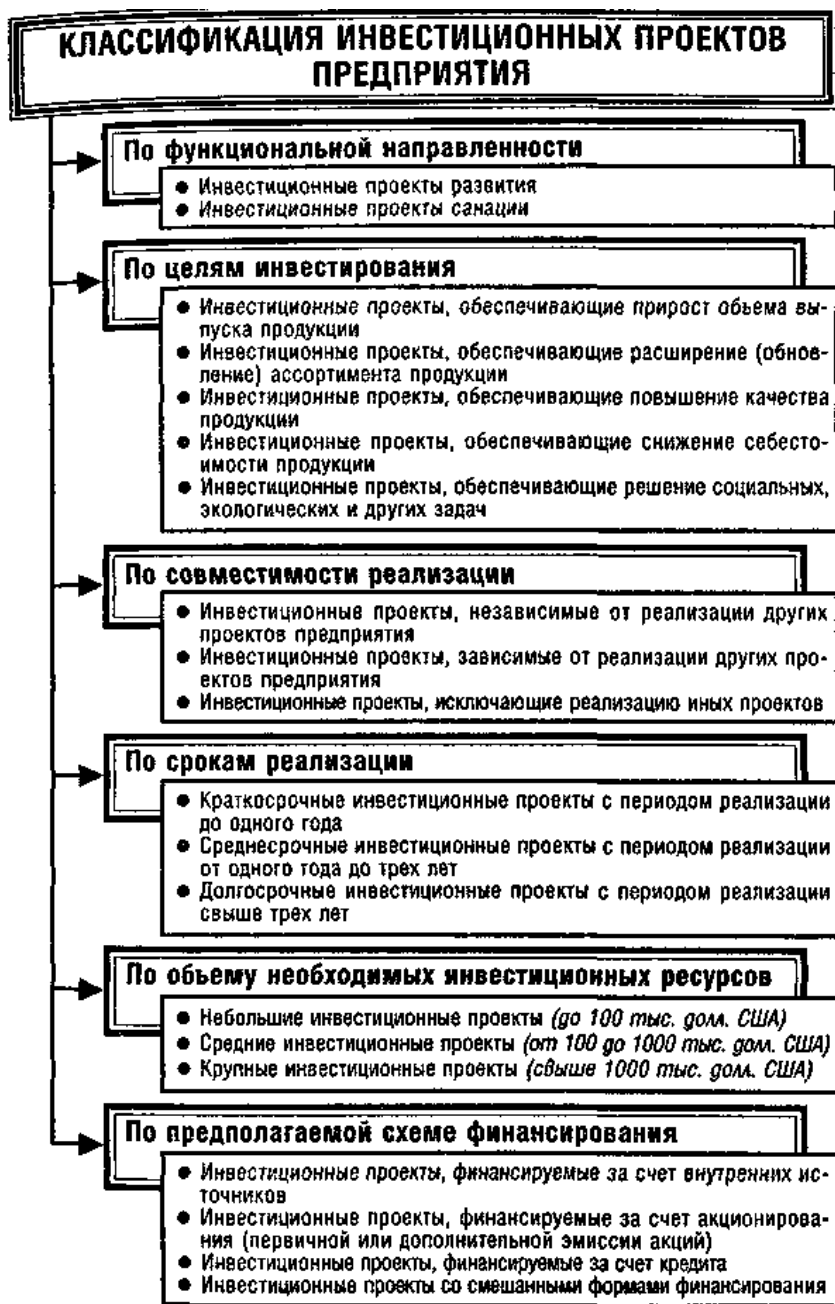 КЛАССИФИКАЦИЯ ИНВЕСТИЦИОННЫХ ПРОЕКТОВ
ПРЕДПРИЯТИЯ
По функциональной направленности
● Инвестиционные проекты развития
● Инвестиционные проекты санации
По целям инвестирования
● Инвестиционные проекты, обеспечивающие прирост объема вы-
пуска продукции
● Инвестиционные проекты, обеспечивающие расширение (обнов-
ление) ассортимента продукции
● Инвестиционные проекты, обеспечивающие повышение качества
продукции
● Инвестиционные проекты, обеспечивающие снижение себесто-
имости продукции
● Инвестиционные проекты, обеспечивающие решение социальных,
экологических и других задач
По совместимости реализации
● Инвестиционные проекты, независимые от реализации других
проектов предприятия
● Инвестиционные проекты, зависимые от реализации других про-
ектов предприятия
● Инвестиционные проекты, исключающие реализацию иных проектов
По срокам реализации
● Краткосрочные инвестиционные проекты с периодом реализации
до одного года
● Среднесрочные инвестиционные проекты с периодом реализации
от одного года до трех лет
● Долгосрочные инвестиционные проекты с периодом реализации
свыше трех лет
По объему необходимых инвестиционных ресурсов
● Небольшие инвестиционные проекты (до 100 тыс. долл. США)
● Средние инвестиционные проекты (от 100 до 1000 тыс. долл. США)
● Крупные инвестиционные проекты (свыше 1000 тыс. долл. США)
По предполагаемой схеме финансирования
● Инвестиционные проекты, финансируемые за счет внутренних ис-
точников
● Инвестиционные проекты, финансируемые за счет акционирова-
ния (первичной или дополнительной эмиссии акций)
● Инвестиционные проекты, финансируемые за счет кредита
● Инвестиционные проекты со смешанными формами финансирования